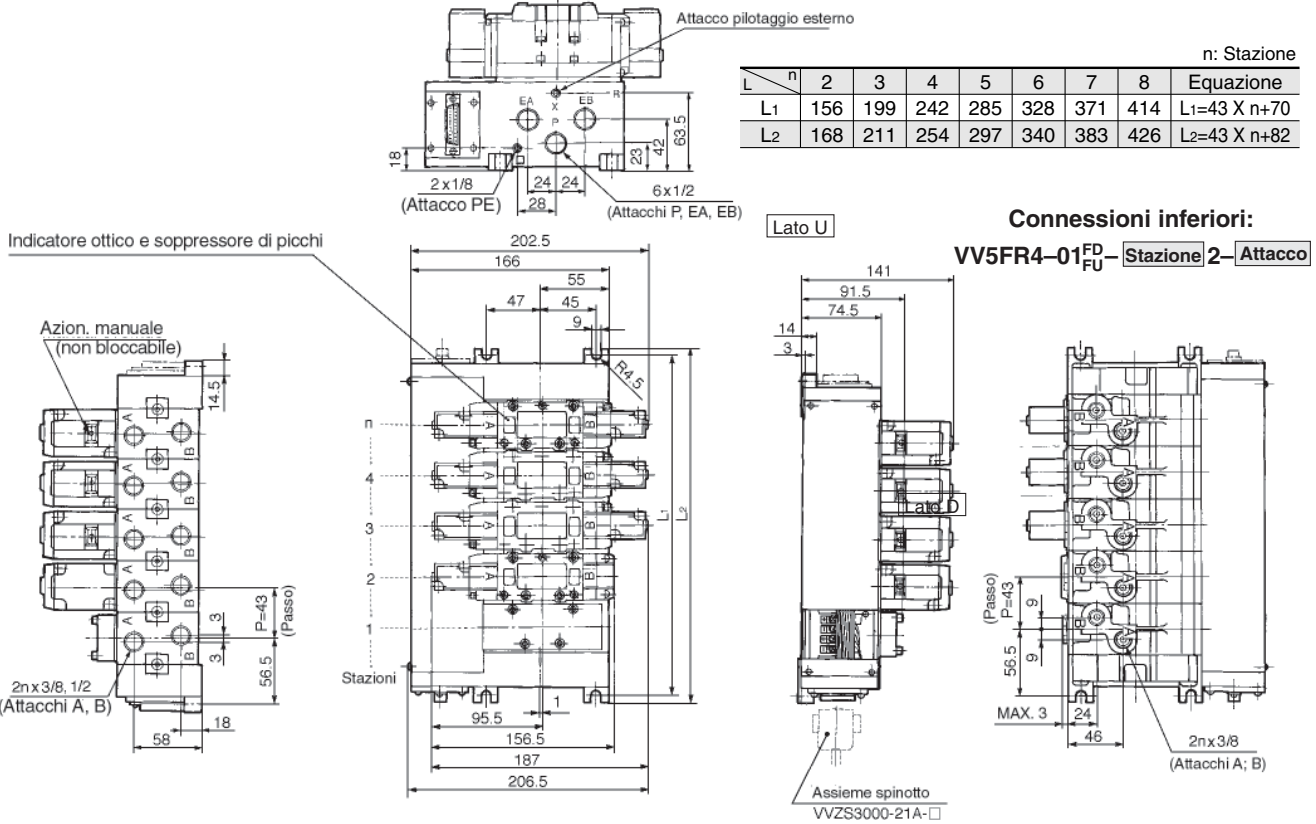 Attacco pilotaggio esterno
n: Stazione
L n 2 3 4 5 6 7 8 Equazione
L1 156 199 242 285 328 371 414 L1=43 X n+70
L2 168 211 254 297 340 383 426 L2=43 X n+82
EA X EB R
P
18
23
42
63.5
2 x 1/8
(Attacco PE)
24 24
28
6 x 1/2
(Attacchi P, EA, EB)
Lato U
Connessioni inferiori:
VV5FR4–01FD FU– Stazione 2– Attacco
Indicatore ottico e soppressore di picchi
202.5
166
55
47 45
9
R4.5
141
91.5
74.5
14
3
Azion. manuale
(non bloccabile)
14.5
A
B
A
B
A
B
A
B
A
B
P=43
(Passo)
3
3
56.5
2n x 3/8, 1/2
(Attacchi A, B)
18
58
n
4
3
2
1
Stazioni
A B
A B
A B
A B
L1
L2
1
95.5
156.5
187
206.5
Lato D
Assieme spinotto
VVZS3000-21A-□
B A
B A
B A
B A
B A
(Passo)
P=43
9
9
56.5
MAX. 3
24
46
2n x 3/8
(Attacchi A; B)